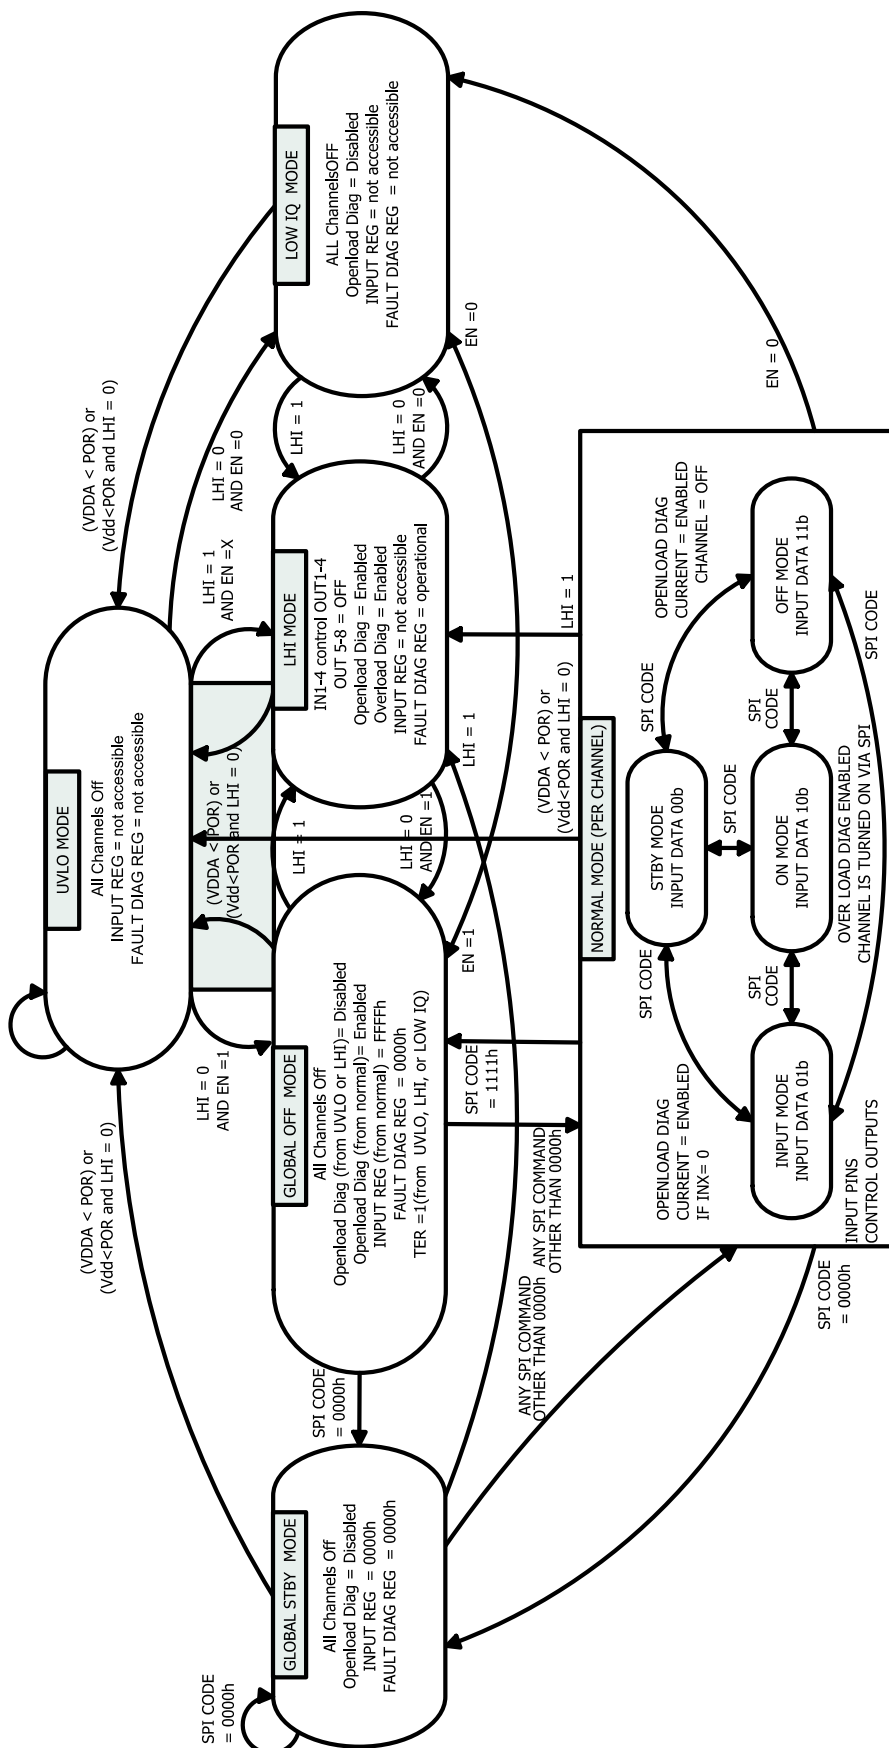 UVLO MODE
All Channels Off
INPUT REG = not accessible
FAULT DIAG REG = not accessible
(VDDA < POR) or
(Vdd<POR and LHI = 0)
(VDDA < POR) or
(Vdd<POR and LHI = 0)
LHI = 0
AND EN =1
(VDDA < POR) or
(Vdd<POR and LHI = 0)
LHI = 1
AND EN =X
LHI = 0
AND EN =0
SPI CODE
= 0000h
GLOBAL STBY MODE
All Channels Off
Openload Diag = Disabled
INPUT REG = 0000h
FAULT DIAG REG = 0000h
SPI CODE
= 0000h
GLOBAL OFF MODE
All Channels Off
Openload Diag (from UVLO or LHI)= Disabled
Openload Diag (from normal)= Enabled
INPUT REG (from normal) = FFFFh
FAULT DIAG REG = 0000h
TER =1(from UVLO, LHI, or LOW IQ)
LHI = 1
LHI = 0
AND EN =1
LHI MODE
IN1-4 control OUT1-4
OUT 5-8 = OFF
Openload Diag = Enabled
Overload Diag = Enabled
INPUT REG = not accessible
FAULT DIAG REG = operational
LHI = 1
LHI = 0
AND EN =0
LOW IQ MODE
ALL ChannelsOFF
Openload Diag = Disabled
INPUT REG = not accessible
FAULT DIAG REG = not accessible
EN =1
LHI = 1
EN =0
SPI CODE
= 1111h
ANY SPI COMMAND
OTHER THAN 0000h
ANY SPI COMMAND
OTHER THAN 0000h
(VDDA < POR) or
(Vdd<POR and LHI = 0)
LHI = 1
EN = 0
SPI CODE
= 0000h
NORMAL MODE (PER CHANNEL)
STBY MODE
INPUT DATA 00b
SPI CODE
SPI CODE
SPI CODE
OPENLOAD DIAG
CURRENT = ENABLED
IF INX= 0
OPENLOAD DIAG
CURRENT = ENABLED
CHANNEL = OFF
INPUT MODE
INPUT DATA 01b
SPI
CODE
ON MODE
INPUT DATA 10b
SPI
CODE
OFF MODE
INPUT DATA 11b
INPUT PINS
CONTROL OUTPUTS
OVER LOAD DIAG ENABLED
CHANNEL IS TURNED ON VIA SPI
SPI CODE